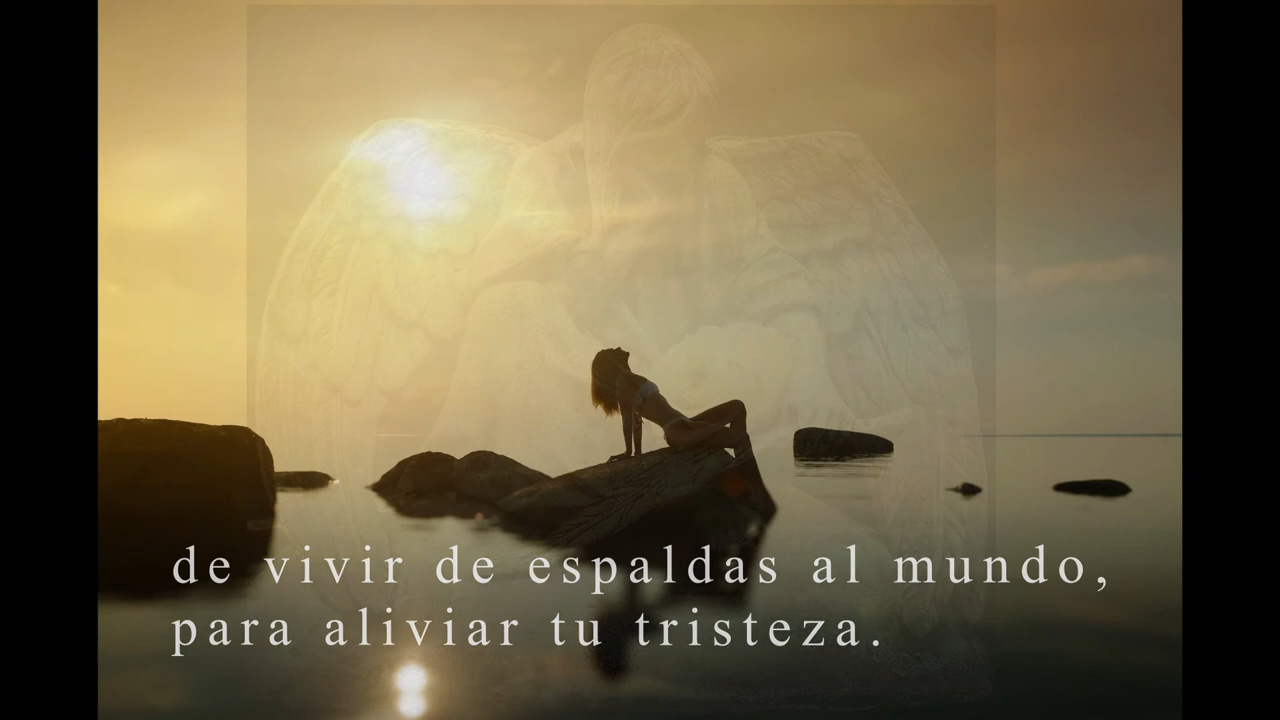 de vivir de espaldas al mundo,
para aliviar tu tristeza.